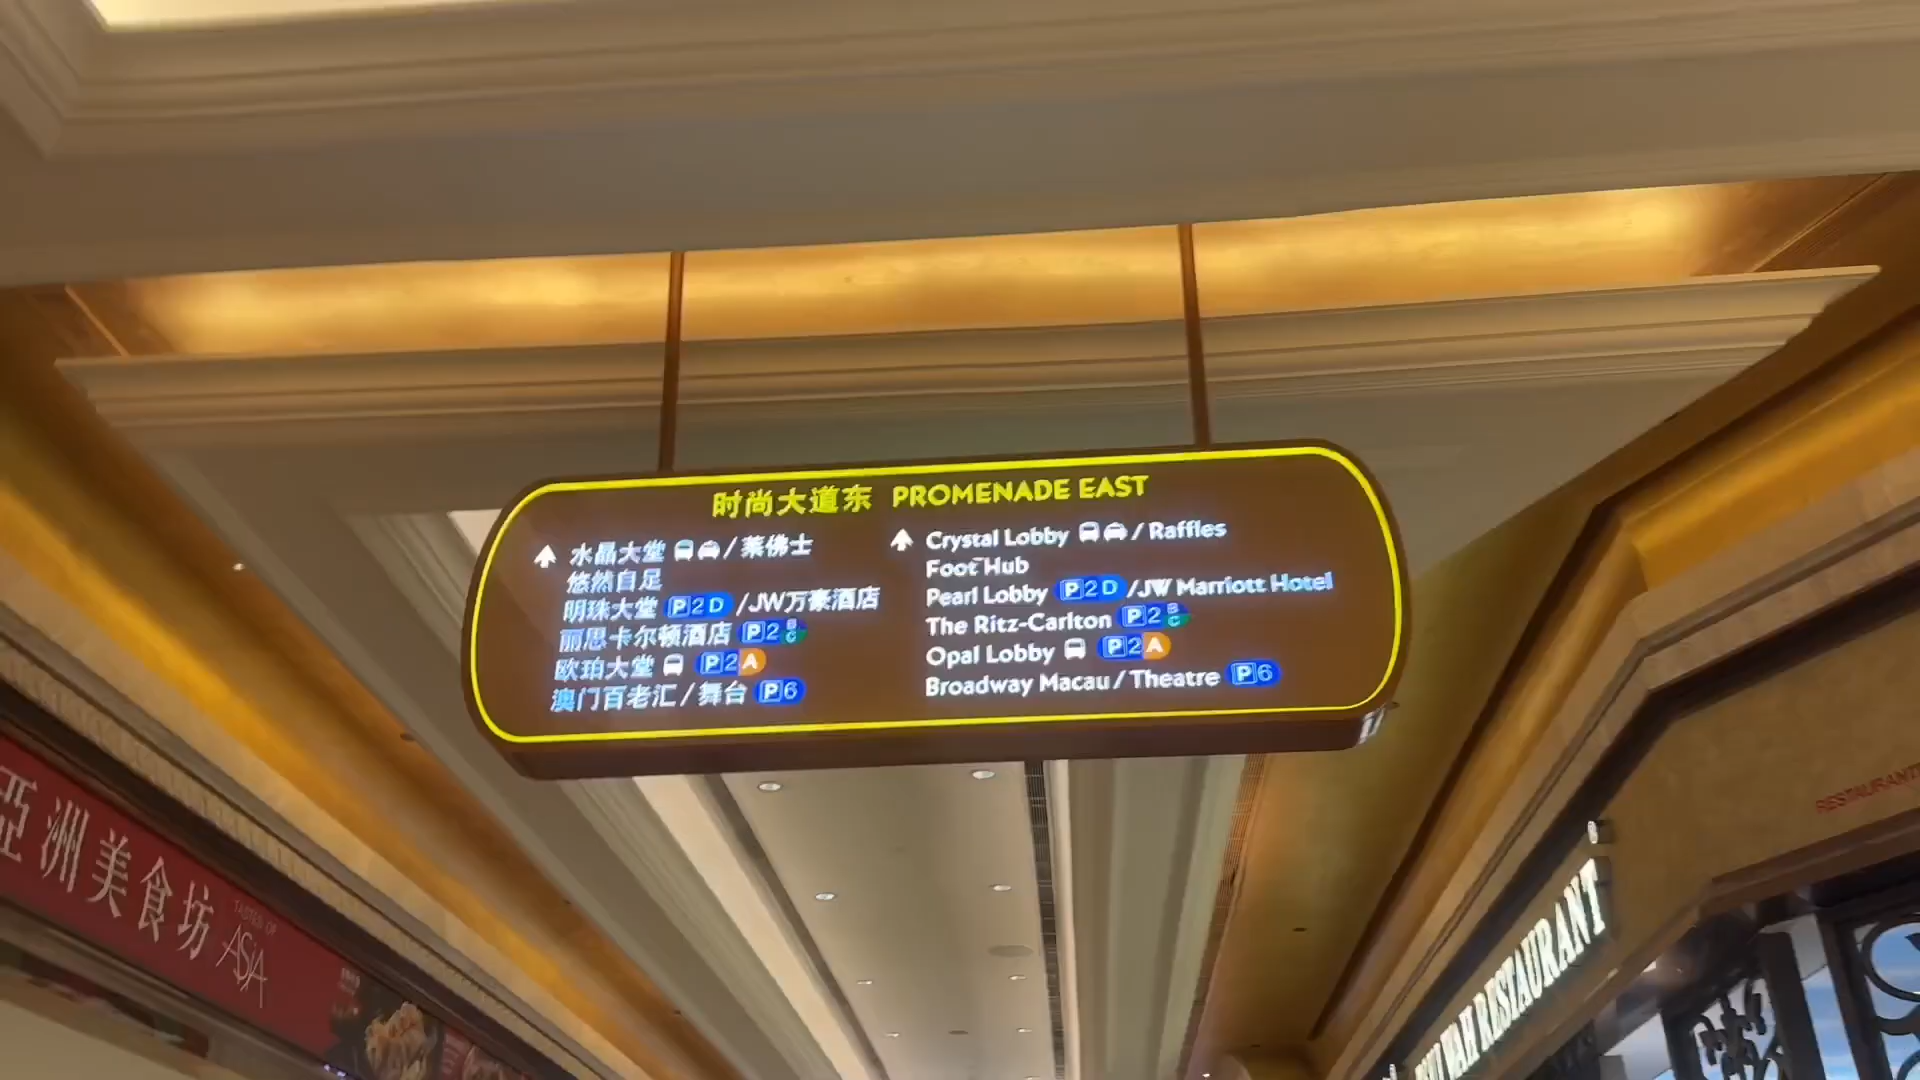 时尚大道东 PROMENADE EAST
水晶大堂 / 莱佛士
悠然自足
明珠大堂 P2D /JW万豪酒店
丽思卡尔顿酒店 P2 B C
欧珀大堂 P2A
澳门百老汇/舞台 P6
Crystal Lobby / Raffles
Foot Hub
Pearl Lobby P2D /JW Marriott Hotel
The Ritz-Carlton P2 B C
Opal Lobby P2A
Broadway Macau / Theatre P6
亞洲美食坊
TASTES OF
ASIA
WAH RESTAURANT
RESTAURANT